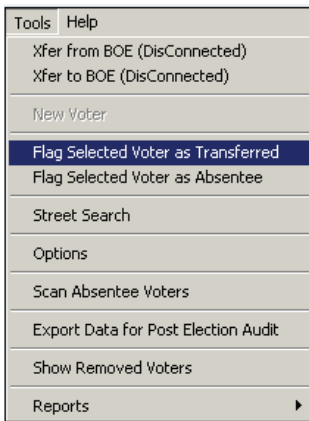 Tools Help
Xfer from BOE (DisConnected)
Xfer to BOE (DisConnected)
New Voter
Flag Selected Voter as Transferred
Flag Selected Voter as Absentee
Street Search
Options
Scan Absentee Voters
Export Data for Post Election Audit
Show Removed Voters
Reports